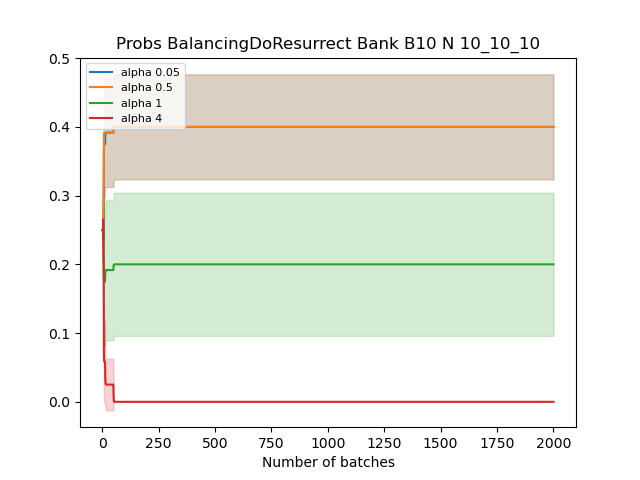 Probs BalancingDoResurrect Bank B10 N 10_10_10
alpha 0.05
alpha 0.5
alpha 1
alpha 4
0.5
0.4
0.3
0.2
0.1
0.0
0 250 500 750 1000 1250 1500 1750 2000
Number of batches